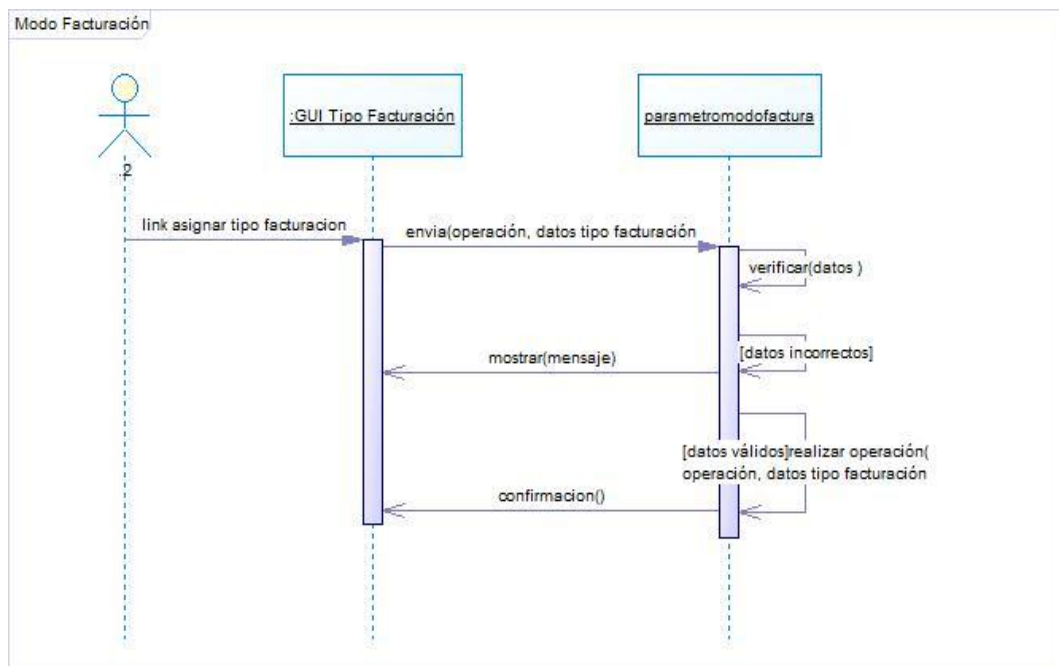 Modo Facturación
:GUI Tipo Facturación
parametromodofactura
.2
link asignar tipo facturacion
envia(operación, datos tipo facturación
verificar(datos )
[datos incorrectos]
mostrar(mensaje)
[datos válidos]realizar operación(
operación, datos tipo facturación
confirmacion()